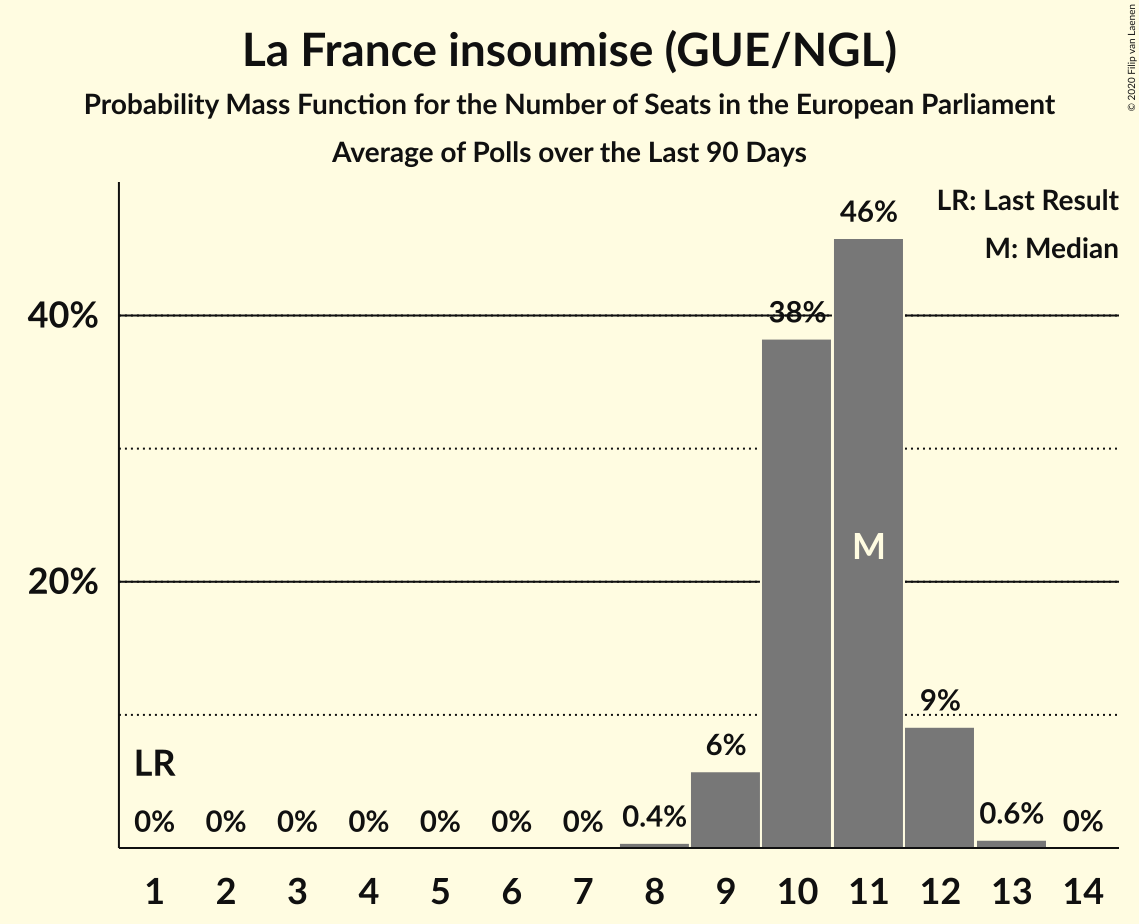 La France insoumise (GUE/NGL)
Probability Mass Function for the Number of Seats in the European Parliament
Average of Polls over the Last 90 Days
© 2020 Filip van Laenen
LR: Last Result
M: Median
46%
40%
38%
M
20%
9%
6%
LR
0% 0% 0% 0% 0% 0% 0% 0.4% 0.6% 0%
1 2 3 4 5 6 7 8 9 10 11 12 13 14